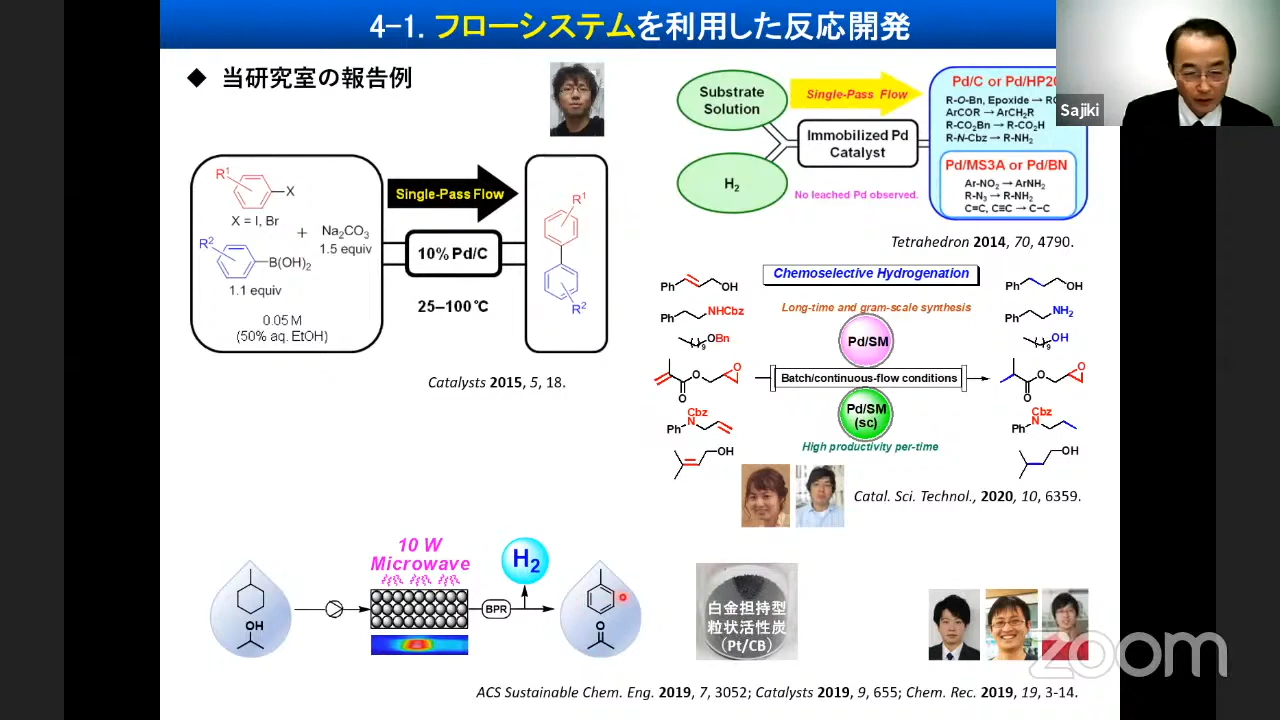 4-1. フローシステムを利用した反応開発
◆ 当研究室の報告例
R¹
X
X = I, Br
+
Na₂CO₃
1.5 equiv
R²
B(OH)₂
1.1 equiv
0.05 M
(50% aq. EtOH)
Single-Pass Flow
10% Pd/C
25–100 ℃
R¹
R²
Catalysts 2015, 5, 18.
Substrate
Solution
H₂
Single-Pass Flow
Immobilized Pd
Catalyst
No leached Pd observed.
Pd/C or Pd/HP20
R-O-Bn, Epoxide → RO
ArCOR → ArCH₂R
R-CO₂Bn → R-CO₂H
R-N-Cbz → R-NH₂
Pd/MS3A or Pd/BN
Ar-NO₂ → ArNH₂
R-N₃ → R-NH₂
C=C, C≡C → C–C
Sajiki
Tetrahedron 2014, 70, 4790.
Chemoselective Hydrogenation
Long-time and gram-scale synthesis
Pd/SM
Batch/continuous-flow conditions
Pd/SM
(sc)
High productivity per-time
Ph OH
Ph NHCbz
9 OBn
O O
O
Cbz
Ph N
OH
Ph OH
Ph NH₂
9 OH
O O
O
Cbz
Ph N
OH
Catal. Sci. Technol., 2020, 10, 6359.
OH
10 W
Microwave
BPR
H₂
O
白金担持型
粒状活性炭
(Pt/CB)
zoom
ACS Sustainable Chem. Eng. 2019, 7, 3052; Catalysts 2019, 9, 655; Chem. Rec. 2019, 19, 3-14.